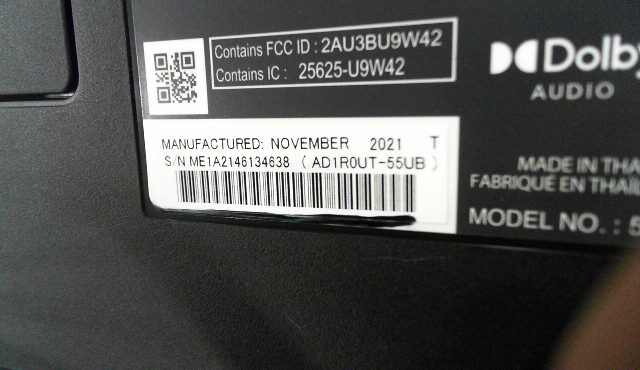 Contains FCC ID : 2AU3BU9W42
Contains IC : 25625-U9W42
Dolby
AUDIO
MANUFACTURED: NOVEMBER 2021 T
S/N ME1A2146134638 ( AD1R0UT-55UB )
MADE IN THA
FABRIQUÉ EN THAÏ
MODEL NO. : 5